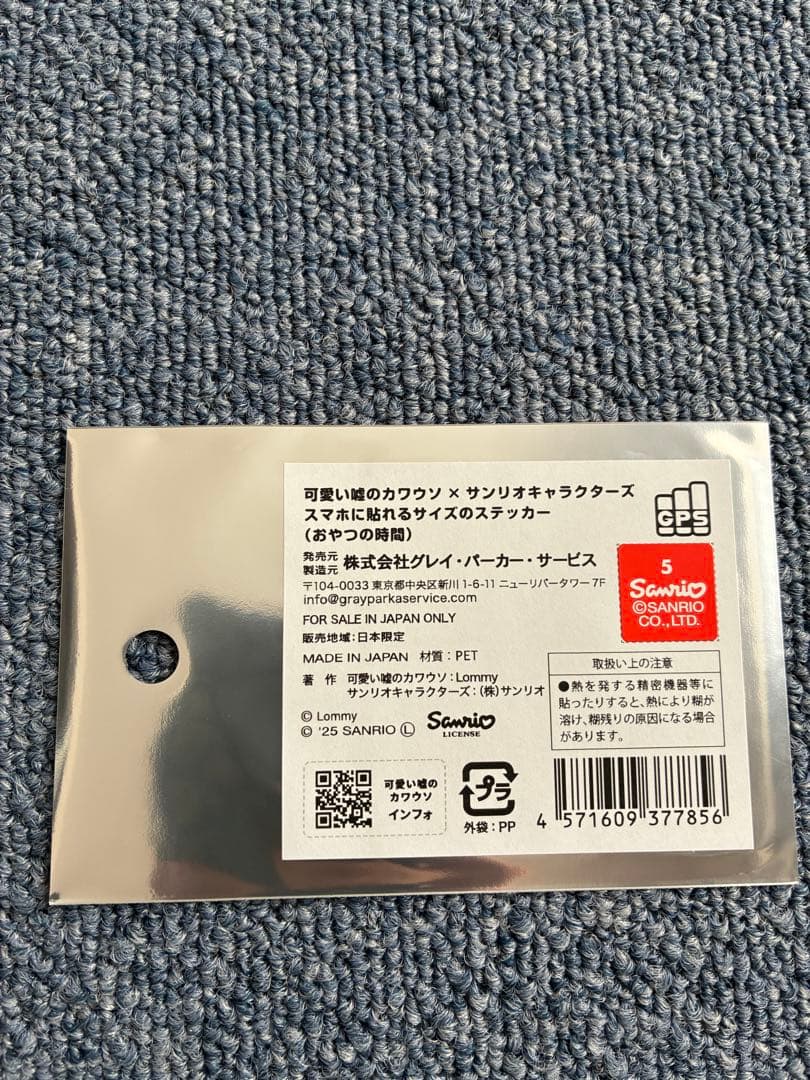 可愛い嘘のカワウソ × サンリオキャラクターズ
スマホに貼れるサイズのステッカー
(おやつの時間)
GPS
発売元
製造元 株式会社グレイ・パーカー・サービス
〒104-0033 東京都中央区新川 1-6-11 ニューリバータワー 7F
info@grayparkaservice.com
5
Sanrio
©SANRIO
CO., LTD.
FOR SALE IN JAPAN ONLY
販売地域:日本限定
MADE IN JAPAN 材質:PET
著 作 可愛い嘘のカワウソ:Lommy
サンリオキャラクターズ:(株)サンリオ
取扱い上の注意
●熱を発する精密機器等に
貼ったりすると、熱により糊が
溶け、糊残りの原因になる場合
があります。
© Lommy
© '25 SANRIO Ⓛ
Sanrio
LICENSE
可愛い嘘の
カワウソ
インフォ
プラ
外袋:PP
4 571609 377856